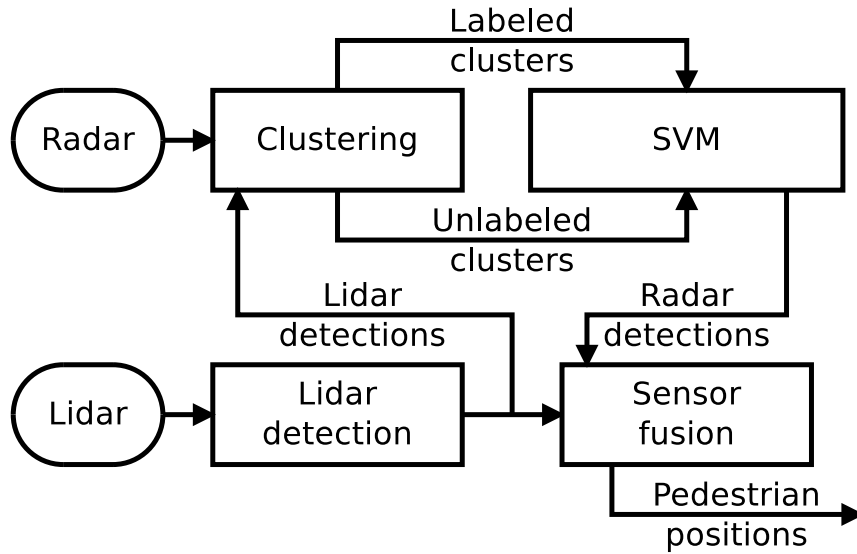 Labeled
clusters
Radar
Clustering
SVM
Unlabeled
clusters
Lidar
detections
Radar
detections
Lidar
Lidar
detection
Sensor
fusion
Pedestrian
positions